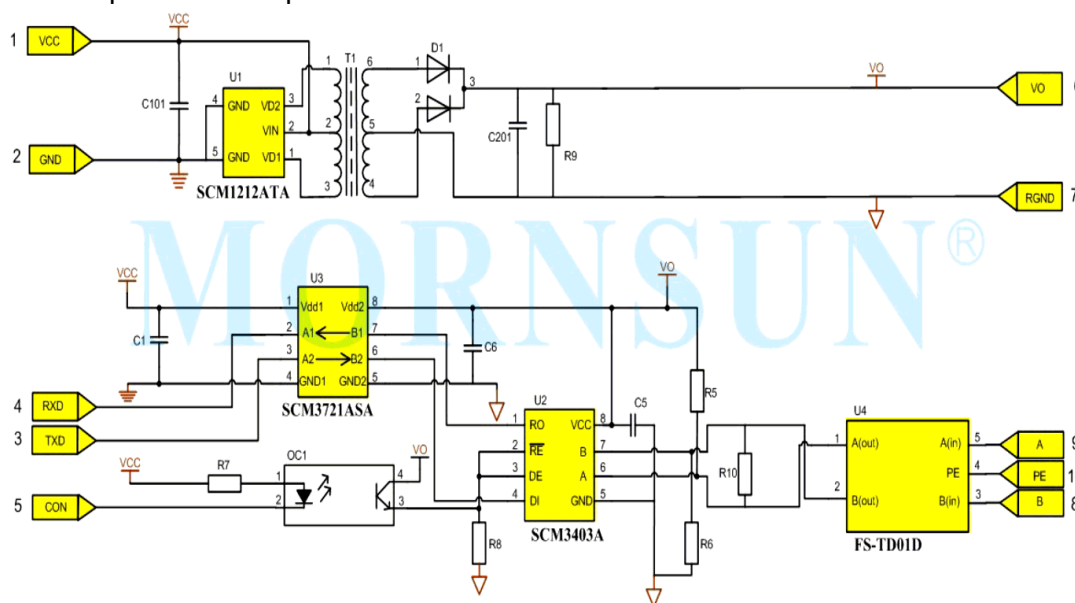 1 VCC
VCC
C101
2 GND
U1
4 GND VD2 3
VIN 2
5 GND VD1 1
SCM1212ATA
T1
1 6
2 5
3 4
D1
1
2
3
C201
R9
VO
VO
RGND 7
MORNSUN®
VCC
C1
U3
1 Vdd1 Vdd2 8
2 A1 B1 7
3 A2 B2 6
4 GND1 GND2 5
SCM3721ASA
C6
VO
4 RXD
3 TXD
5 CON
VCC
R7
OC1
1
2
4
3
VO
R8
U2
1 RO VCC 8
2 RE B 7
3 DE A 6
4 DI GND 5
SCM3403A
C5
R5
R6
R10
U4
1 A(out) A(in) 5
PE 4
2 B(out) B(in) 3
FS-TD01D
A 9
PE 1
B 8